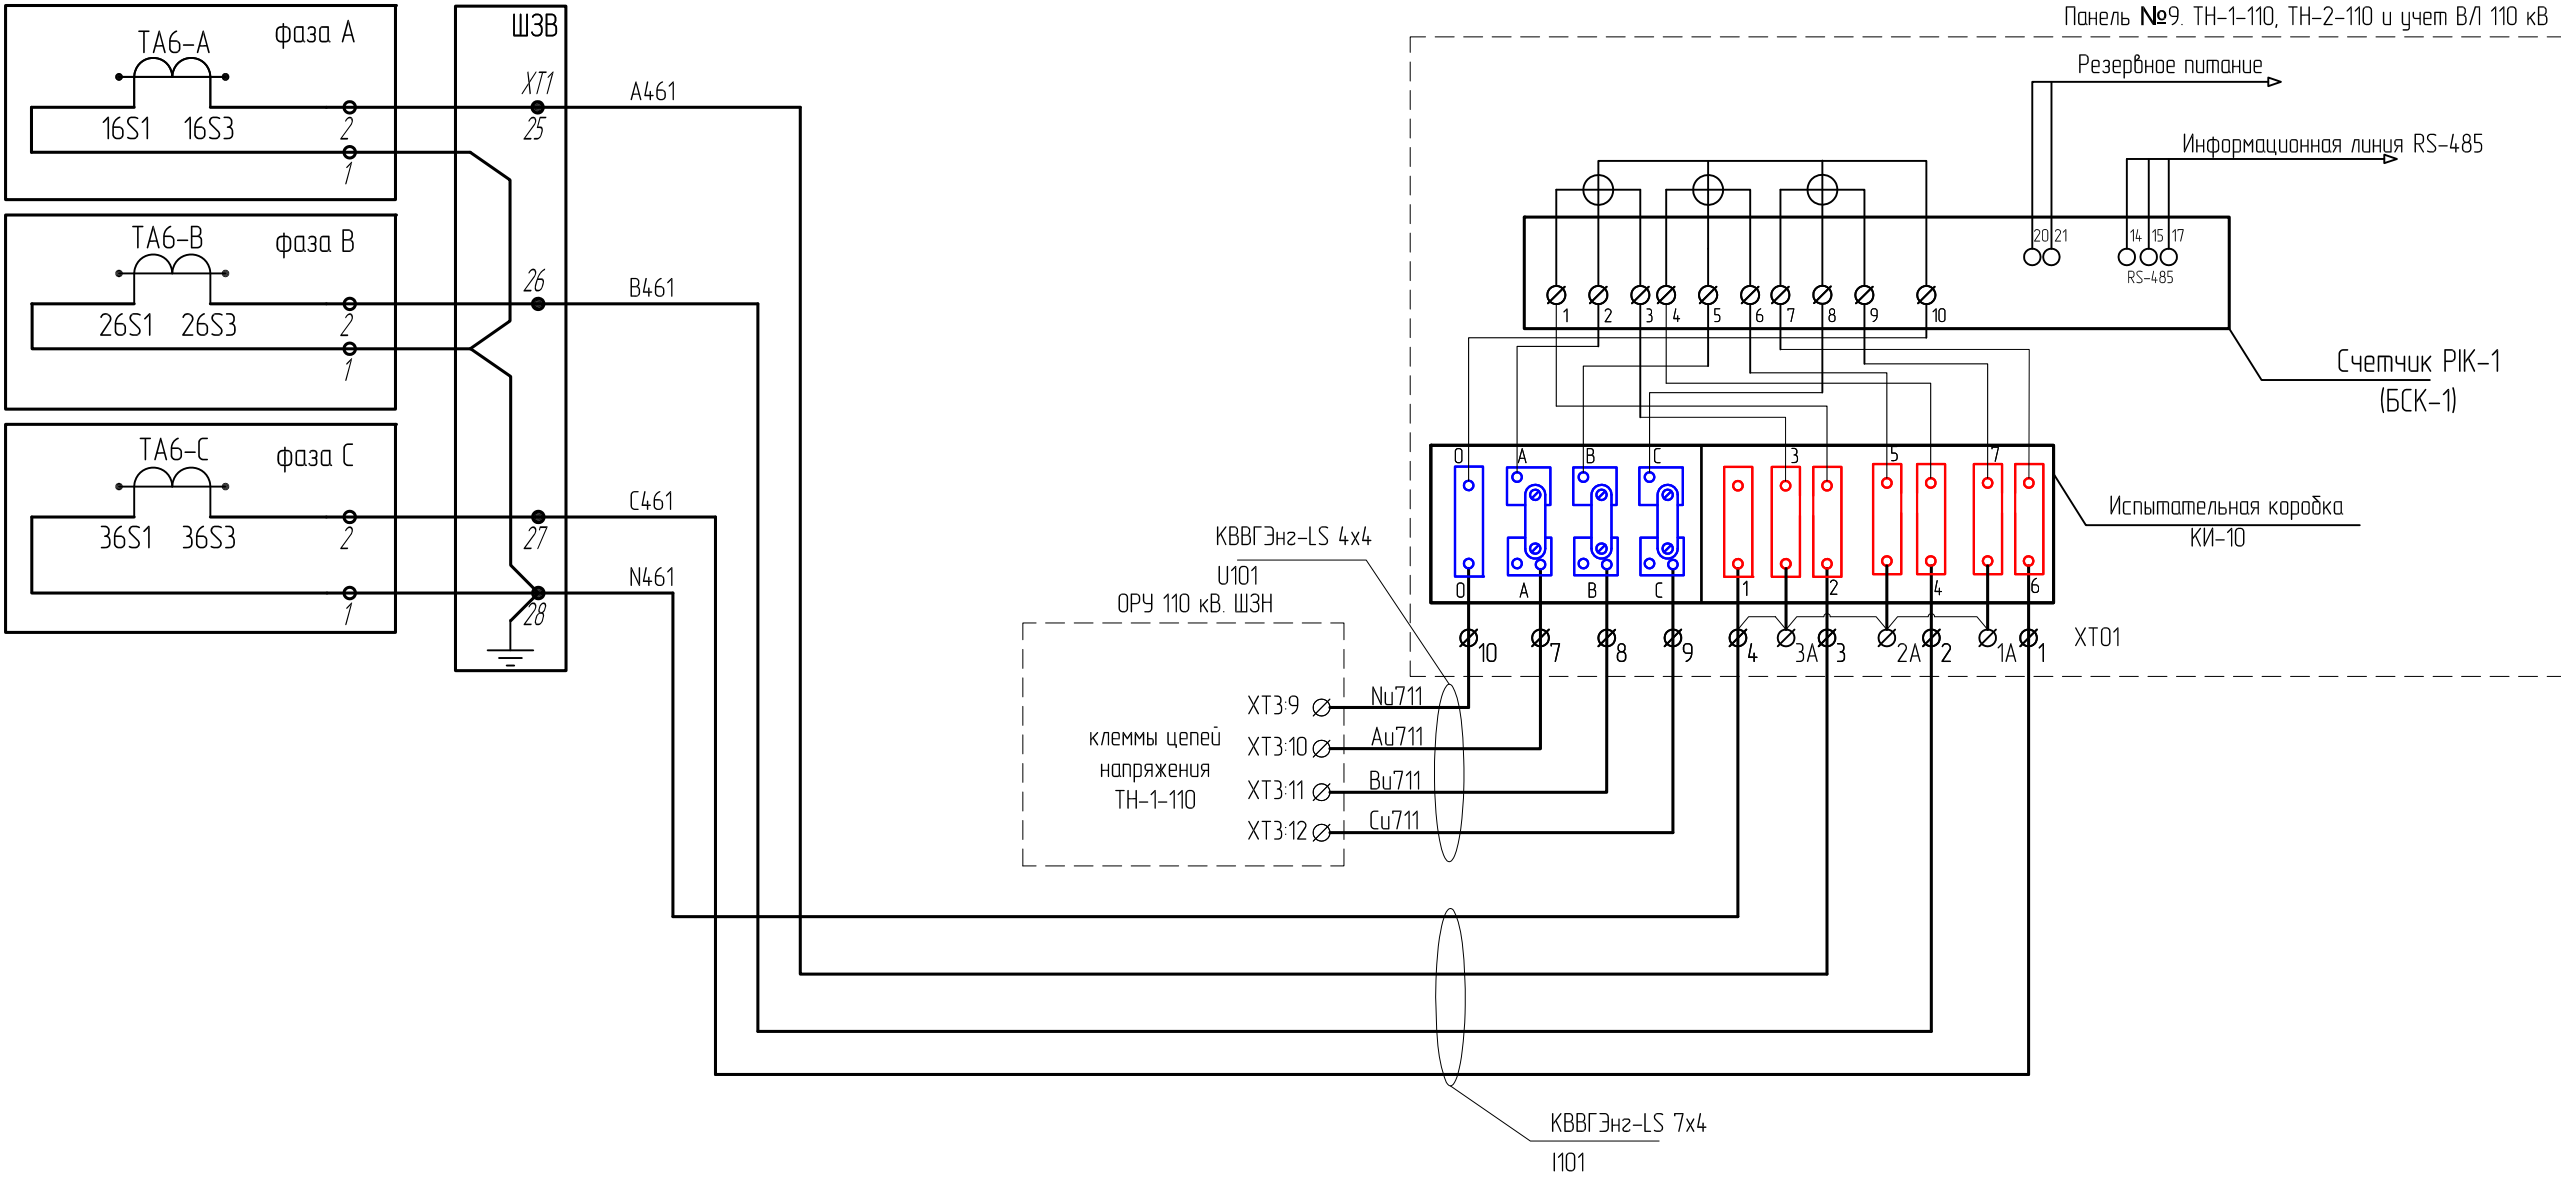 Панель №9. ТН-1-110, ТН-2-110 и учет ВЛ 110 кВ
фаза А
ТА6-А
16S1
16S3
2
1
фаза В
ТА6-В
26S1
26S3
2
1
фаза С
ТА6-С
36S1
36S3
2
1
ШЗВ
ХТ1
25
26
27
28
А461
В461
С461
N461
Резервное питание
Информационная линия RS-485
20 21
14 15 17
RS-485
1 2 3 4 5 6 7 8 9 10
Счетчик РІК-1
(БСК-1)
0 А В С 3 5 7
0 А В С 1 2 4 6
Испытательная коробка
КИ-10
10 7 8 9 4 3А 3 2А 2 1А 1
ХТ01
КВВГЭнг-LS 4х4
U101
ОРУ 110 кВ. ШЗН
клеммы цепей
напряжения
ТН-1-110
ХТ3:9
ХТ3:10
ХТ3:11
ХТ3:12
Nu711
Au711
Bu711
Cu711
КВВГЭнг-LS 7х4
I101